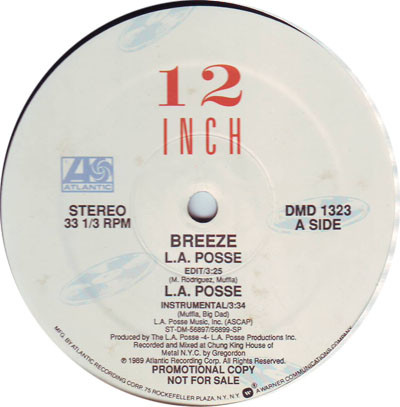 12
INCH
ATLANTIC
STEREO
33 1/3 RPM
DMD 1323
A SIDE
BREEZE
L.A. POSSE
EDIT/3:25
(M. Rodriguez, Muffla)
L.A. POSSE
INSTRUMENTAL/3:34
(Muffla, Big Dad)
L.A. Posse Music, Inc. (ASCAP)
ST-DM-56897/56899-SP
Produced by The L.A. Posse -4- L.A. Posse Productions Inc.
Recorded and Mixed at Chung King House of
Metal N.Y.C. by Gregordon
℗ 1989 Atlantic Recording Corp. All Rights Reserved.
PROMOTIONAL COPY
NOT FOR SALE
MFG. BY ATLANTIC RECORDING CORP. 75 ROCKEFELLER PLAZA, N.Y., N.Y. A WARNER COMMUNICATIONS COMPANY